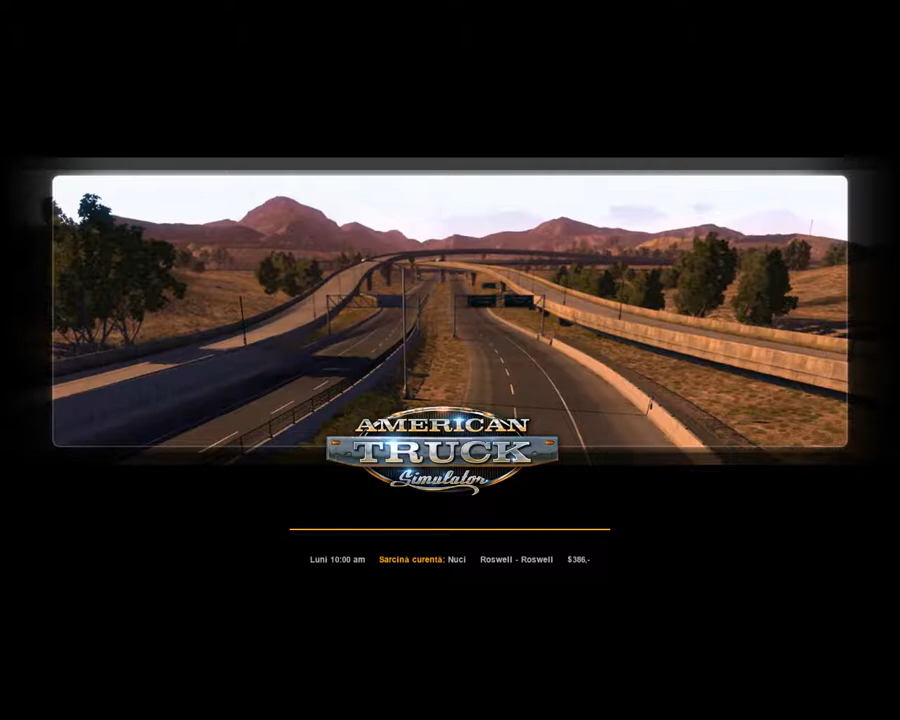 AMERICAN
TRUCK
Simulator
Luni 10:00 am Sarcină curentă: Nuci Roswell - Roswell $386,-